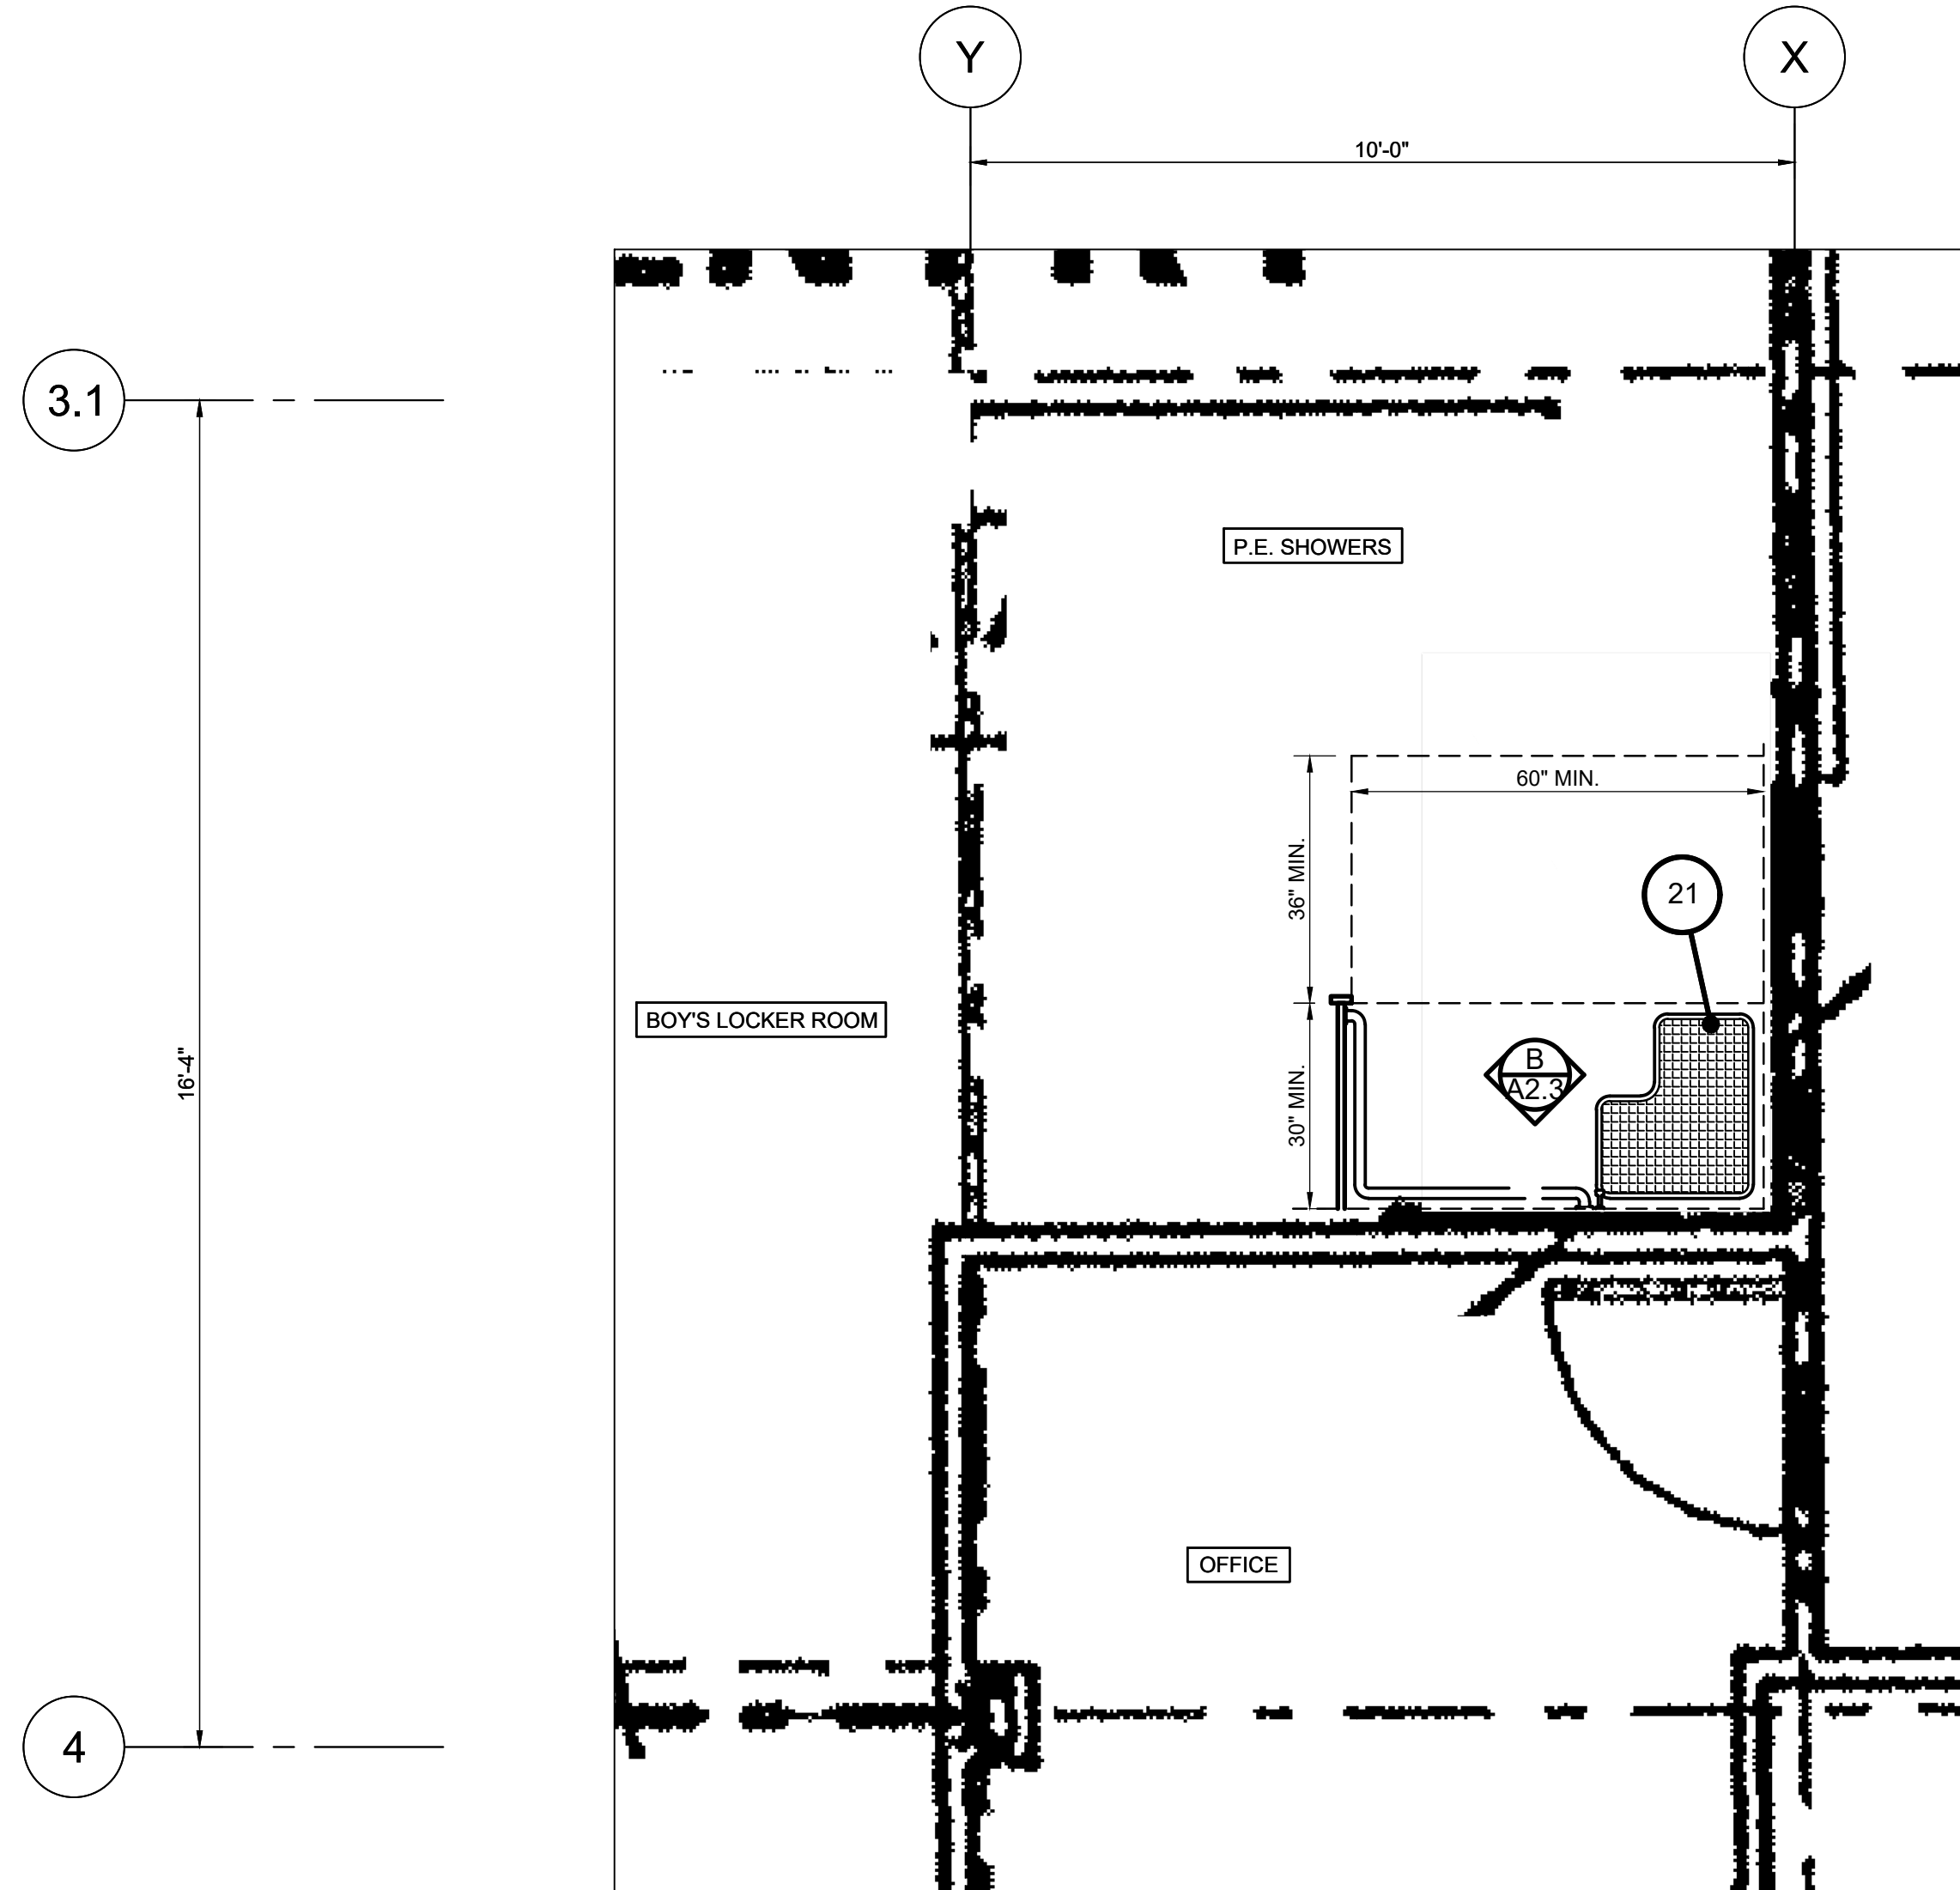 Y
X
10'-0"
3.1
P.E. SHOWERS
60" MIN.
36" MIN.
21
BOY'S LOCKER ROOM
16'-4"
30" MIN.
B
A2.3
OFFICE
4